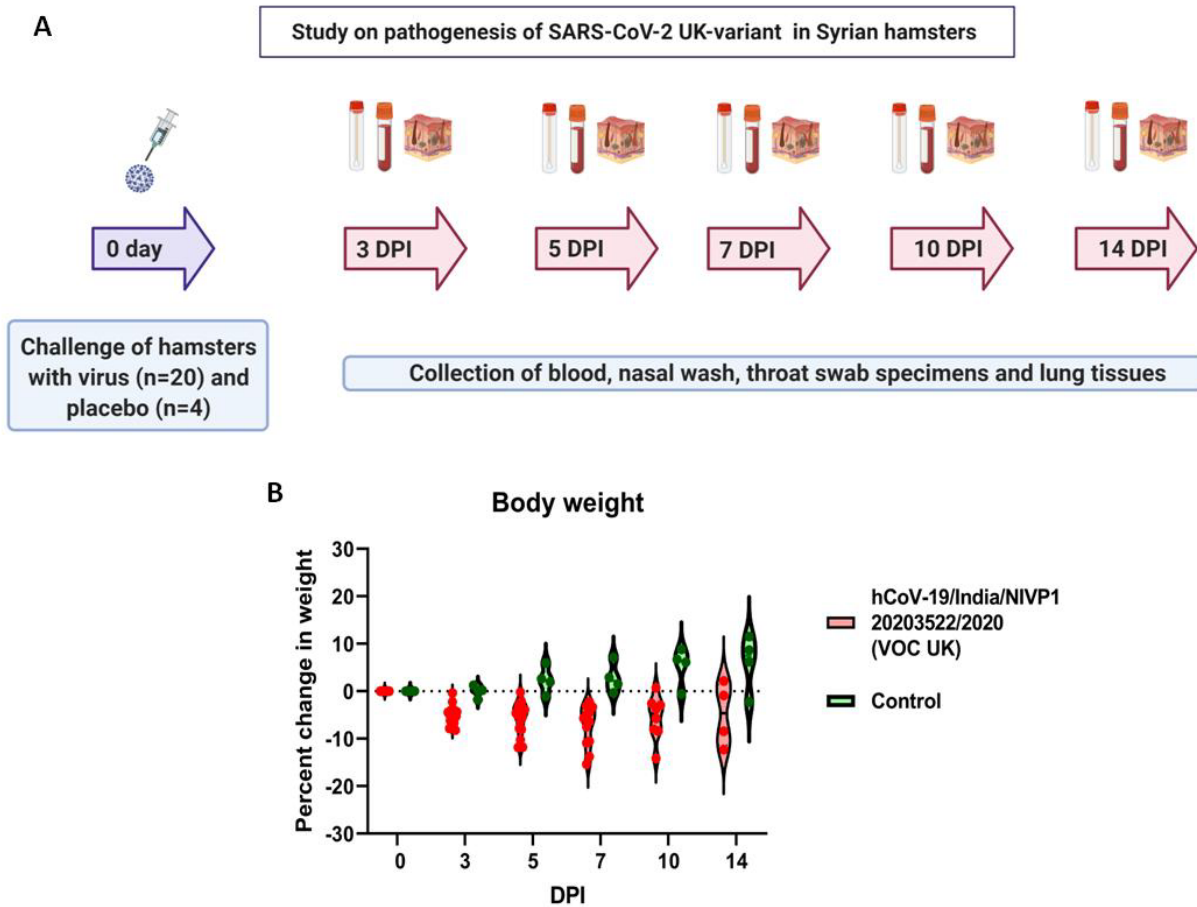 A
Study on pathogenesis of SARS-CoV-2 UK-variant in Syrian hamsters
0 day
3 DPI
5 DPI
7 DPI
10 DPI
14 DPI
Challenge of hamsters
with virus (n=20) and
placebo (n=4)
Collection of blood, nasal wash, throat swab specimens and lung tissues
B
Body weight
Percent change in weight
30
20
10
0
-10
-20
-30
0
3
5
7
10
14
DPI
hCoV-19/India/NIVP1
20203522/2020
(VOC UK)
Control